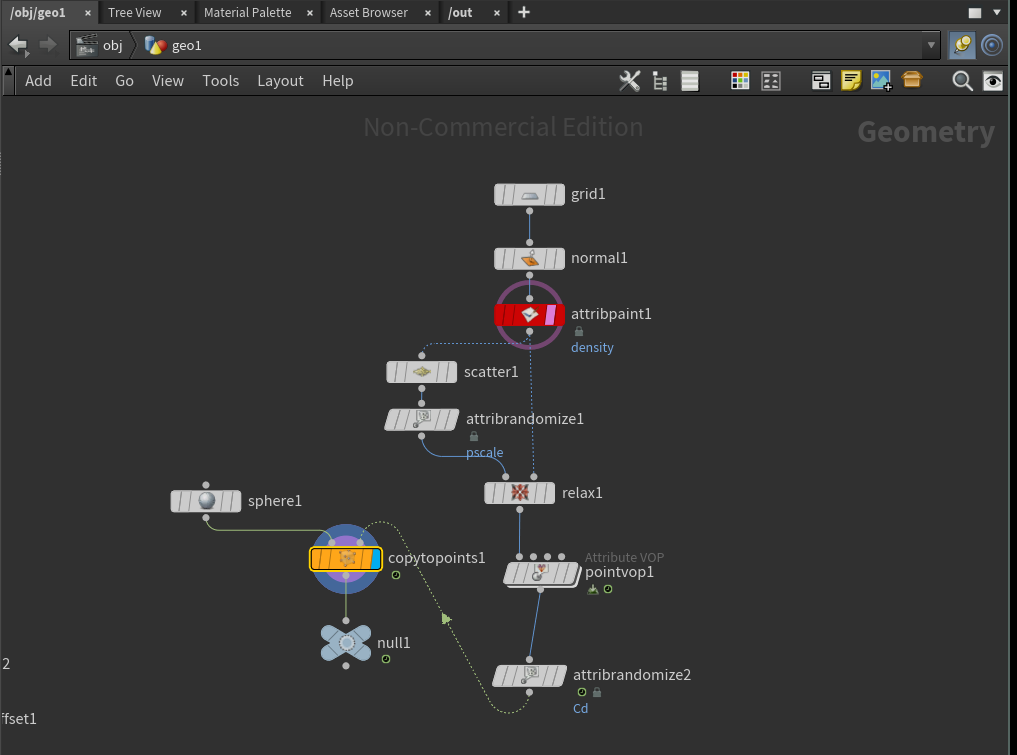 /obj/geo1 × Tree View × Material Palette × Asset Browser × /out × +
obj geo1
Add Edit Go View Tools Layout Help
Non-Commercial Edition
Geometry
grid1
normal1
attribpaint1
density
scatter1
attribrandomize1
pscale
relax1
sphere1
copytopoints1
Attribute VOP
pointvop1
null1
2
attribrandomize2
Cd
ffset1